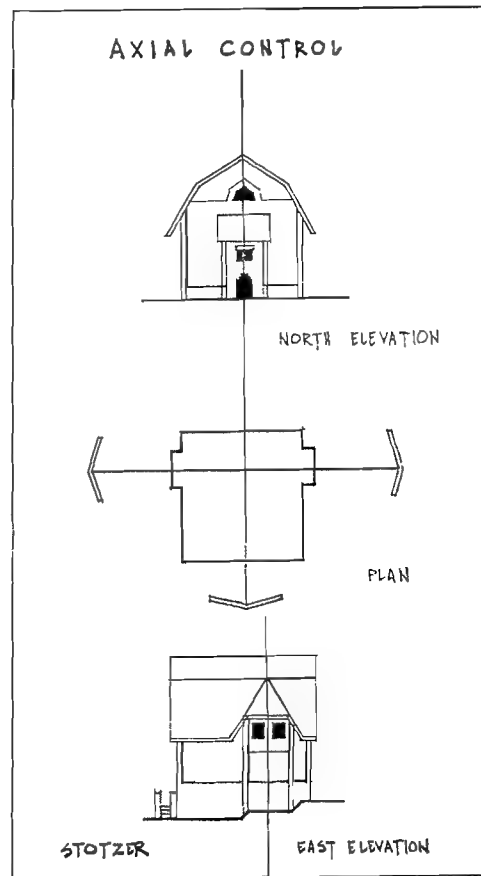 AXIAL CONTROL
NORTH ELEVATION
PLAN
STOTZER
EAST ELEVATION